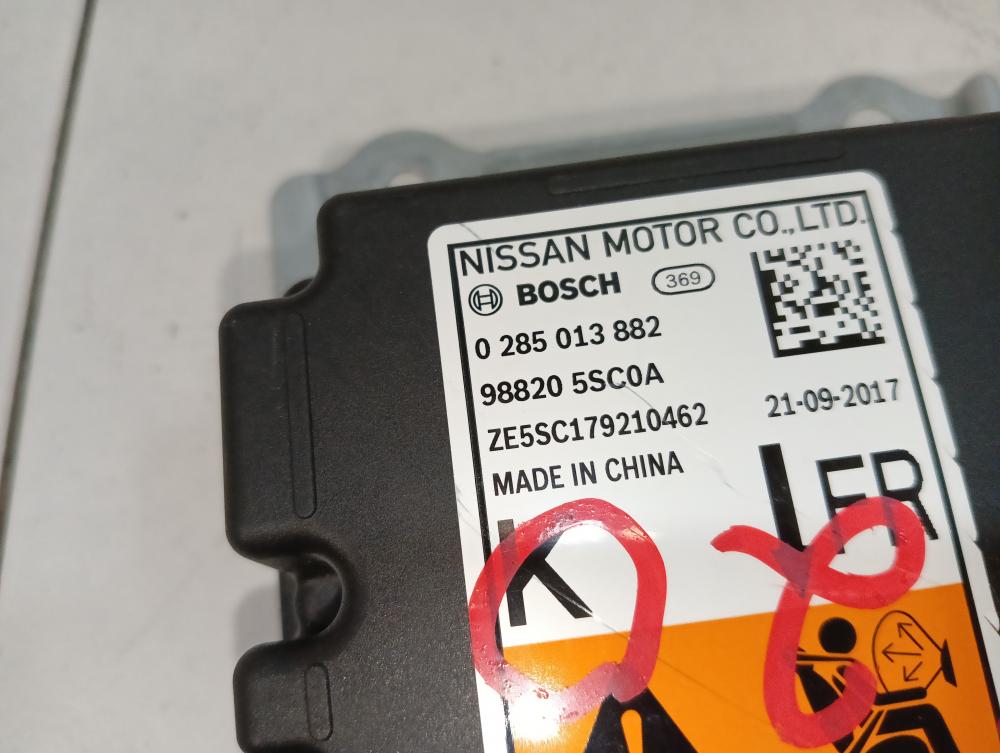 NISSAN MOTOR CO.,LTD.
BOSCH 369
0 285 013 882
98820 5SC0A
ZE5SC179210462
21-09-2017
MADE IN CHINA
K LFR